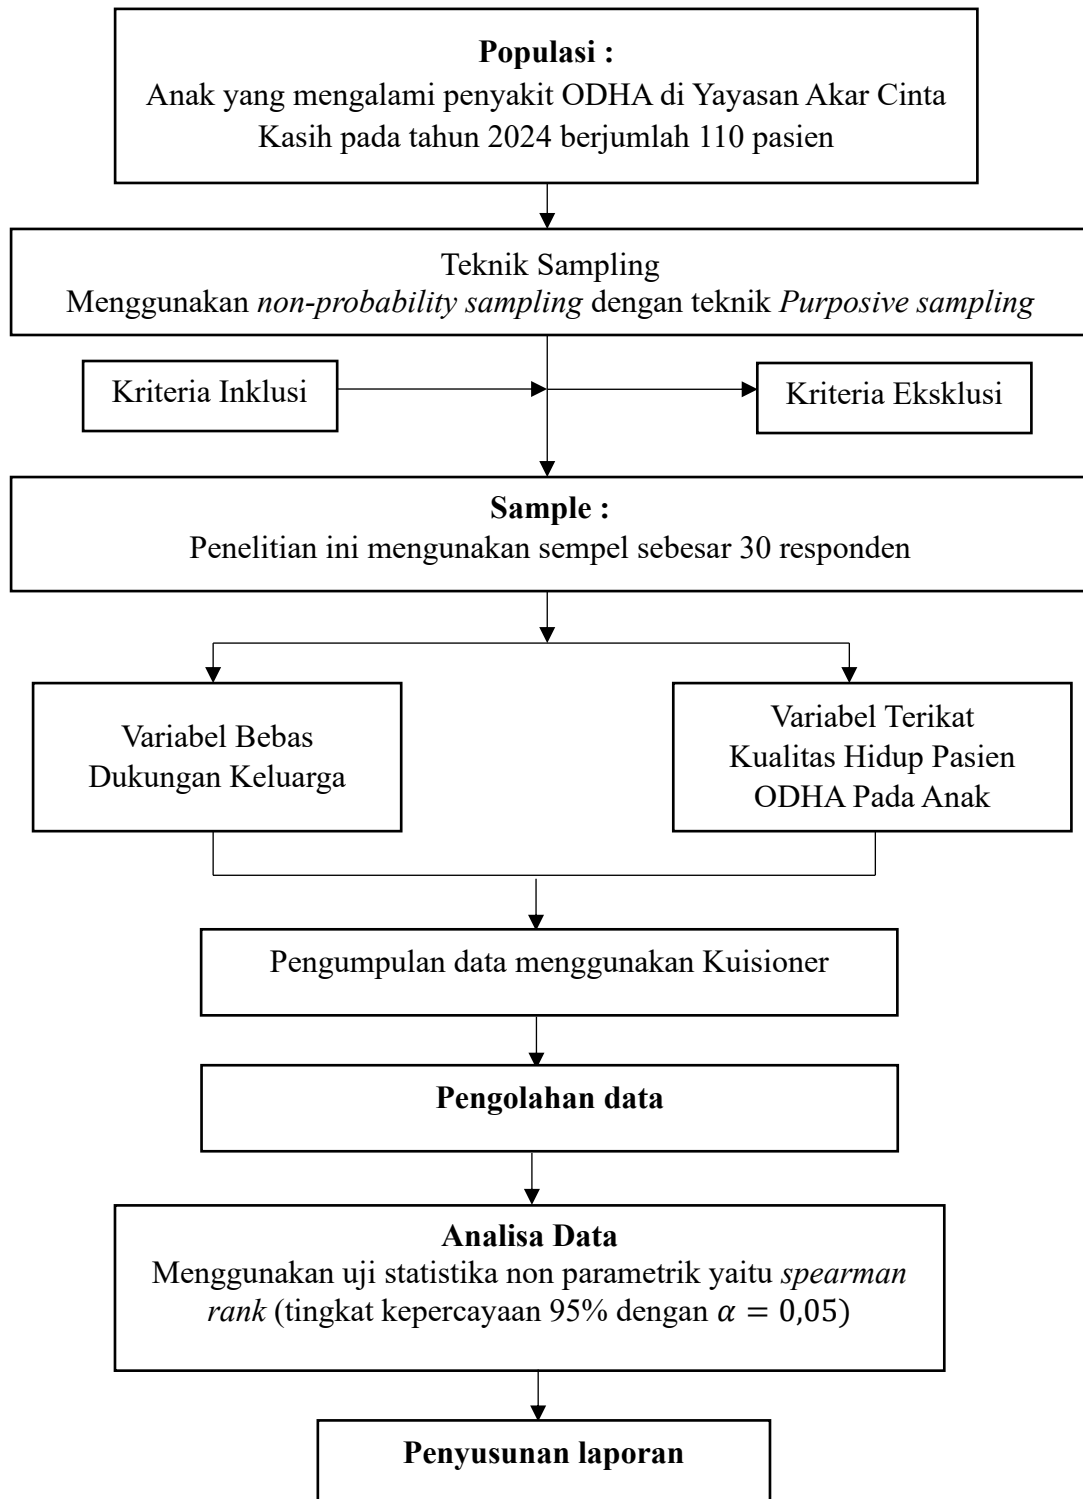 Populasi :
Anak yang mengalami penyakit ODHA di Yayasan Akar Cinta
Kasih pada tahun 2024 berjumlah 110 pasien
Teknik Sampling
Menggunakan non-probability sampling dengan teknik Purposive sampling
Kriteria Inklusi
Kriteria Eksklusi
Sample :
Penelitian ini mengunakan sempel sebesar 30 responden
Variabel Bebas
Dukungan Keluarga
Variabel Terikat
Kualitas Hidup Pasien
ODHA Pada Anak
Pengumpulan data menggunakan Kuisioner
Pengolahan data
Analisa Data
Menggunakan uji statistika non parametrik yaitu spearman
rank (tingkat kepercayaan 95% dengan α = 0,05)
Penyusunan laporan